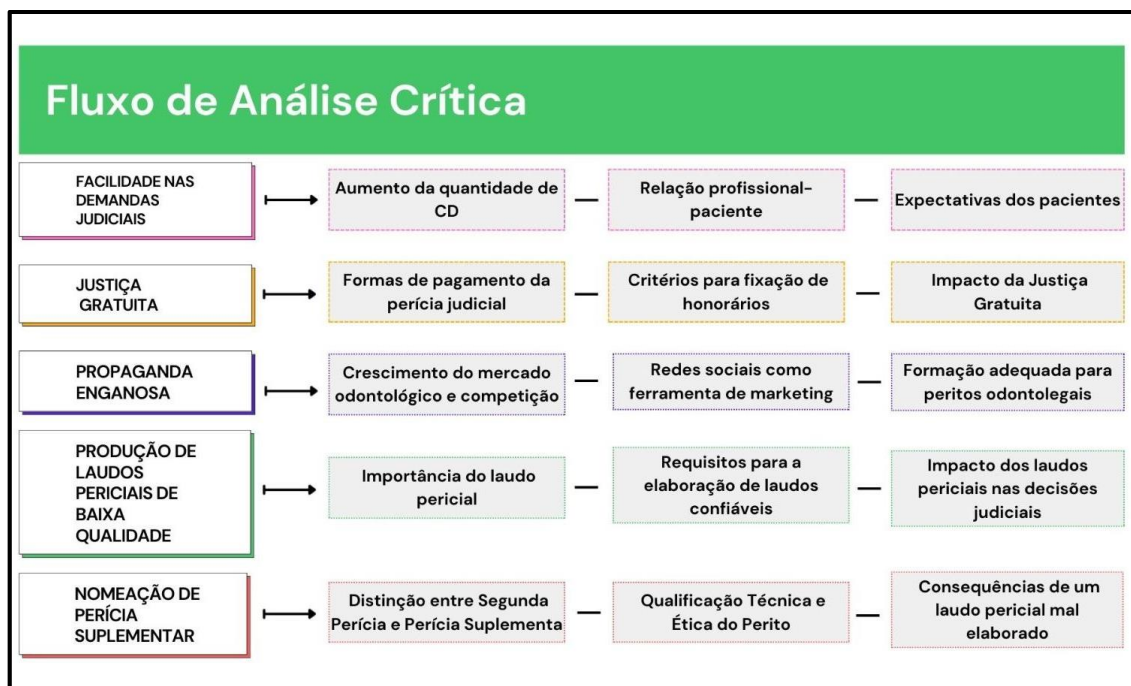 Fluxo de Análise Crítica
FACILIDADE NAS
DEMANDAS
JUDICIAIS
Aumento da quantidade de
CD
Relação profissional-
paciente
Expectativas dos pacientes
JUSTIÇA
GRATUITA
Formas de pagamento da
perícia judicial
Critérios para fixação de
honorários
Impacto da Justiça
Gratuita
PROPAGANDA
ENGANOSA
Crescimento do mercado
odontológico e competição
Redes sociais como
ferramenta de marketing
Formação adequada para
peritos odontolegais
PRODUÇÃO DE
LAUDOS
PERICIAIS DE
BAIXA
QUALIDADE
Importância do laudo
pericial
Requisitos para a
elaboração de laudos
confiáveis
Impacto dos laudos
periciais nas decisões
judiciais
NOMEAÇÃO DE
PERÍCIA
SUPLEMENTAR
Distinção entre Segunda
Perícia e Perícia Suplementa
Qualificação Técnica e
Ética do Perito
Consequências de um
laudo pericial mal
elaborado